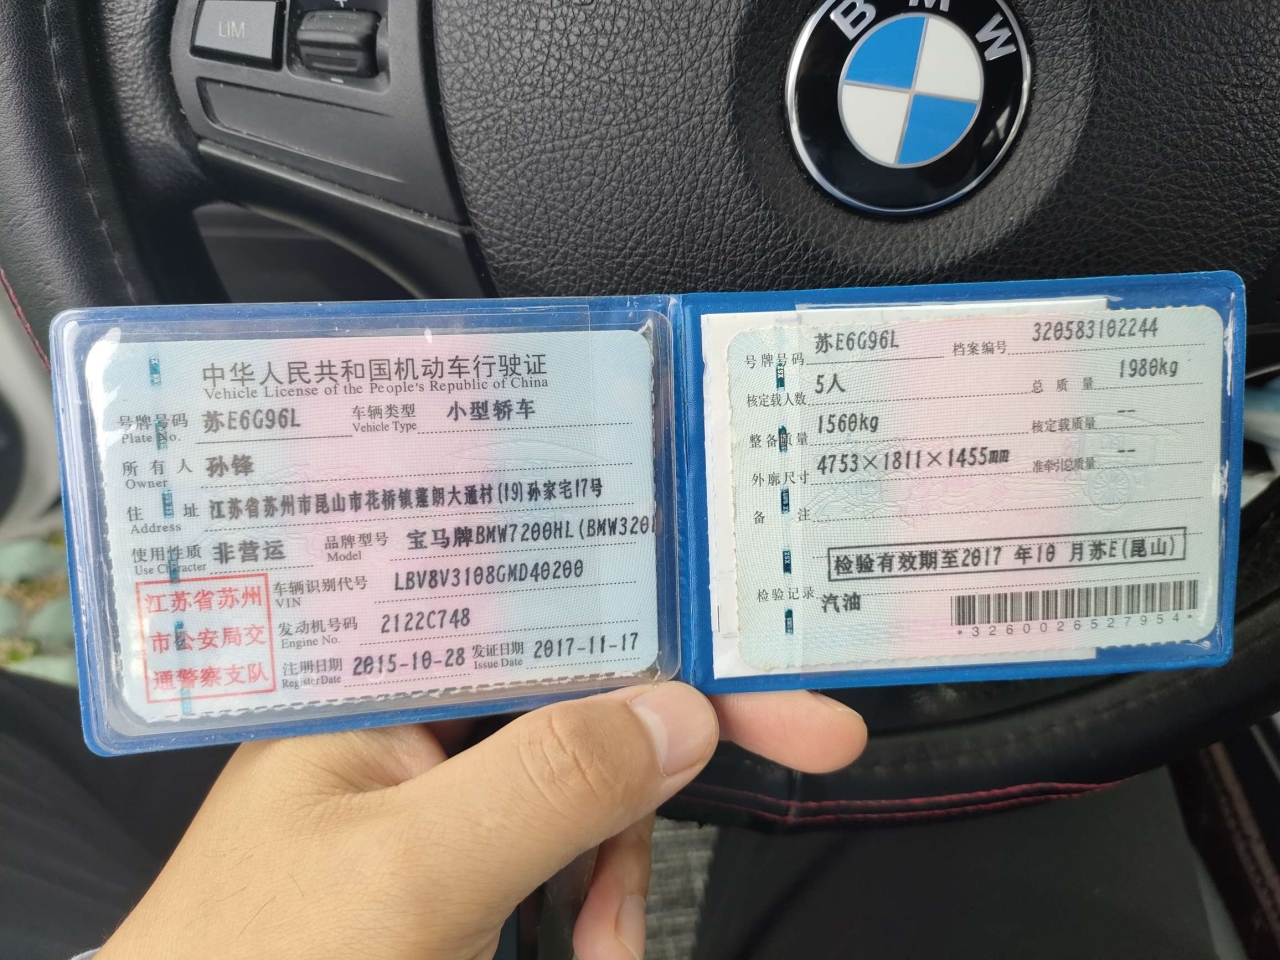 LIM
BMW
中华人民共和国机动车行驶证
Vehicle License of the People's Republic of China
号牌号码 苏E6G96L 车辆类型 小型轿车
Plate No. Vehicle Type
所有人 孙锋
Owner
住址 江苏省苏州市昆山市花桥镇蓬朗大通村(19)孙家宅17号
Address
使用性质 非营运 品牌型号 宝马牌BMW7200HL(BMW320l
Use Character Model
江苏省苏州
市公安局交
通警察支队
车辆识别代号 LBV8V3108GMD40200
VIN
发动机号码 2122C748
Engine No.
注册日期 2015-10-28 发证日期 2017-11-17
Register Date Issue Date
号牌号码 苏E6G96L 档案编号 320583102244
核定载人数 5人 总质量 1980kg
整备质量 1560kg 核定载质量 --
外廓尺寸 4753×1811×1455mm 准牵引总质量 --
备注
检验有效期至2017 年10 月苏E(昆山)
检验记录 汽油
*3260026527954*